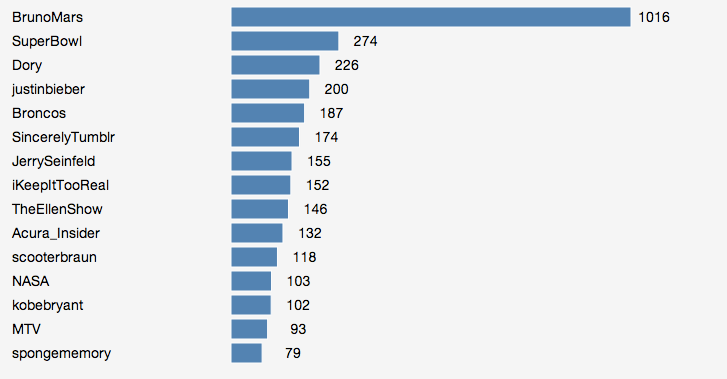 BrunoMars 1016
SuperBowl 274
Dory 226
justinbieber 200
Broncos 187
SincerelyTumblr 174
JerrySeinfeld 155
iKeepItTooReal 152
TheEllenShow 146
Acura_Insider 132
scooterbraun 118
NASA 103
kobebryant 102
MTV 93
spongememory 79